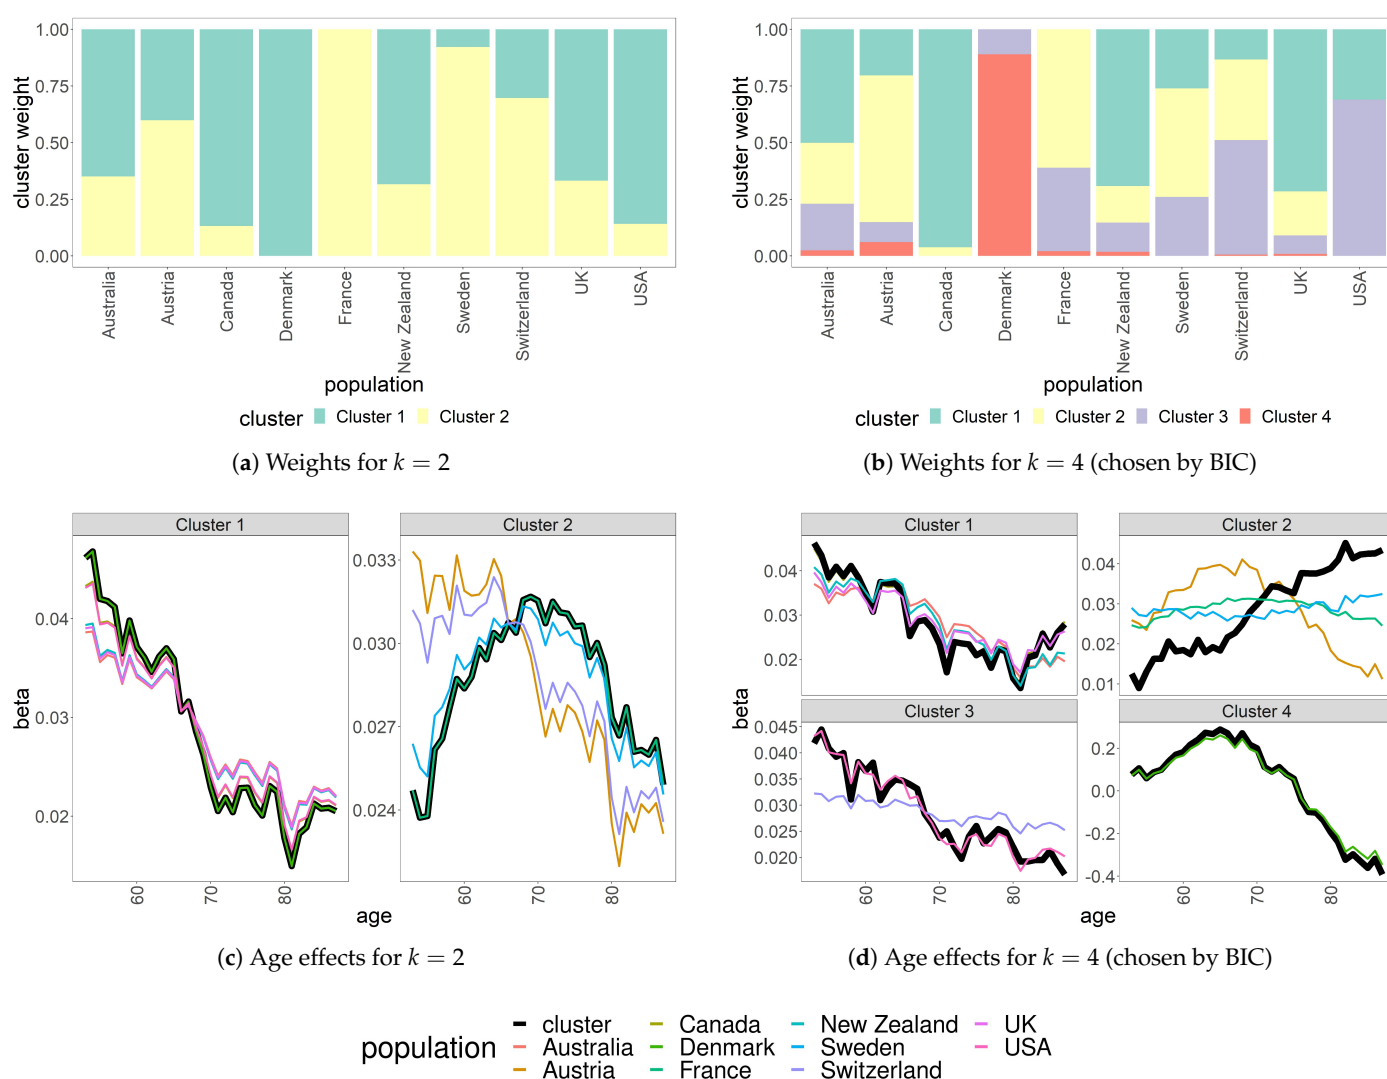 1.00
0.75
0.50
0.25
0.00
cluster weight
Australia
Austria
Canada
Denmark
France
New Zealand
Sweden
Switzerland
UK
USA
population
cluster Cluster 1 Cluster 2
(a) Weights for k = 2
1.00
0.75
0.50
0.25
0.00
cluster weight
Australia
Austria
Canada
Denmark
France
New Zealand
Sweden
Switzerland
UK
USA
population
cluster Cluster 1 Cluster 2 Cluster 3 Cluster 4
(b) Weights for k = 4 (chosen by BIC)
Cluster 1
Cluster 2
0.04
0.03
0.02
0.033
0.030
0.027
0.024
beta
60
70
80
60
70
80
age
(c) Age effects for k = 2
Cluster 1
Cluster 2
0.04
0.03
0.02
0.04
0.03
0.02
0.01
beta
Cluster 3
Cluster 4
0.045
0.040
0.035
0.030
0.025
0.020
0.2
0.0
-0.2
-0.4
60
70
80
60
70
80
age
(d) Age effects for k = 4 (chosen by BIC)
population
cluster Canada New Zealand UK
Australia Denmark Sweden USA
Austria France Switzerland